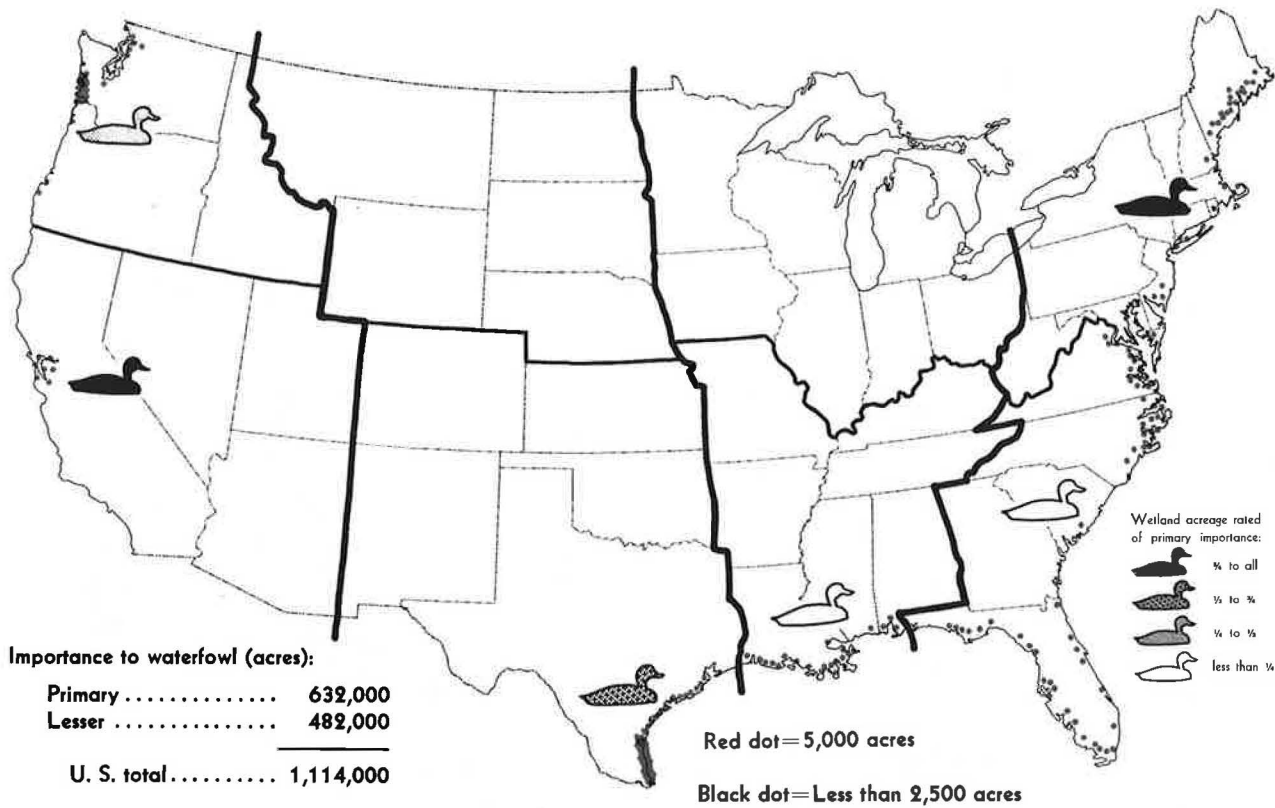 Wetland acreage rated
of primary importance:
¾ to all
½ to ¾
¼ to ½
less than ¼
Importance to waterfowl (acres):
Primary .............. 632,000
Lesser ............... 482,000
U. S. total.......... 1,114,000
Red dot=5,000 acres
Black dot=Less than 2,500 acres